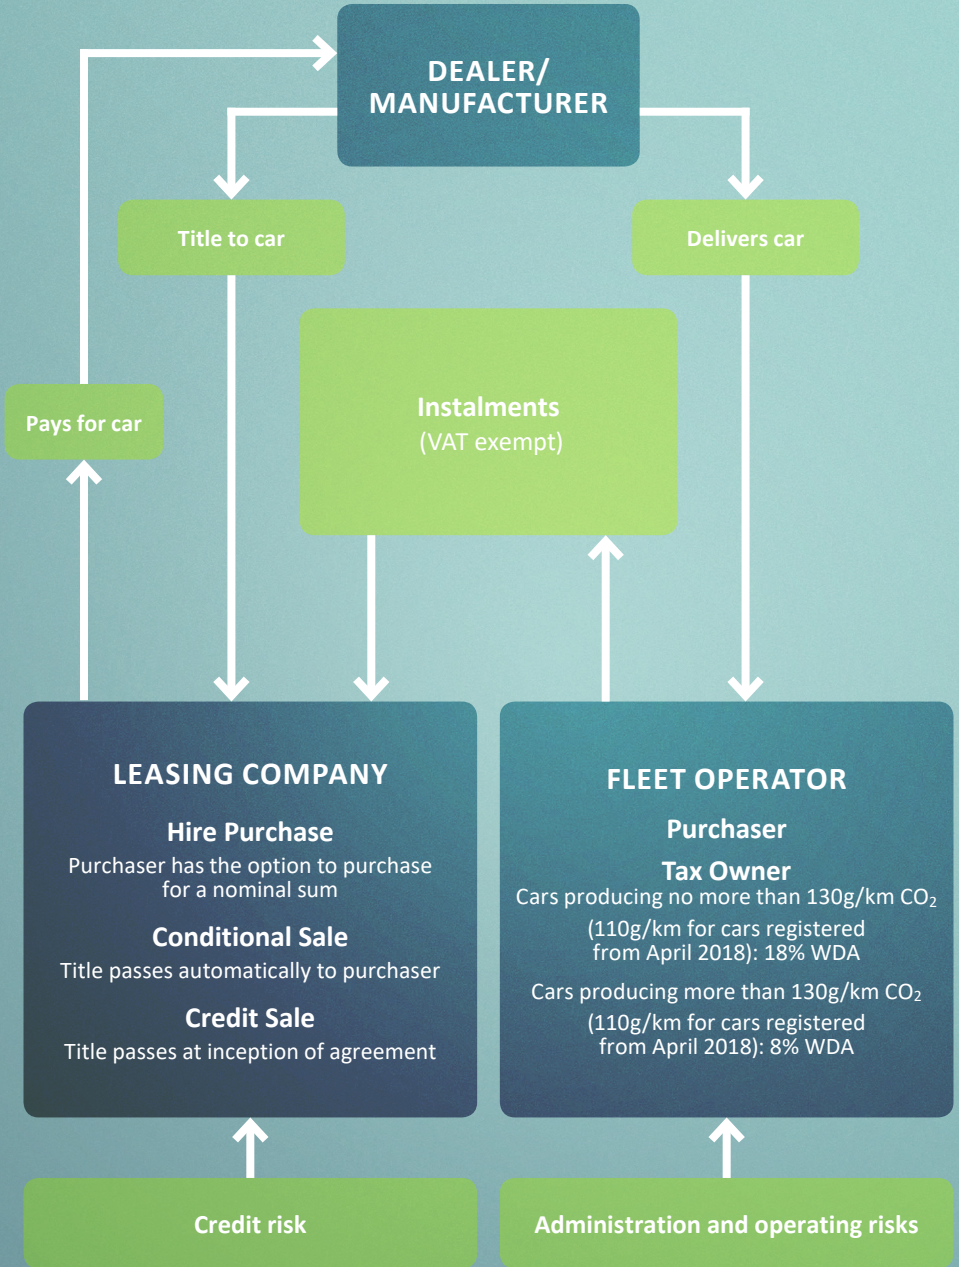 DEALER/
MANUFACTURER
Title to car
Delivers car
Instalments
(VAT exempt)
Pays for car
LEASING COMPANY
Hire Purchase
Purchaser has the option to purchase
for a nominal sum
Conditional Sale
Title passes automatically to purchaser
Credit Sale
Title passes at inception of agreement
FLEET OPERATOR
Purchaser
Tax Owner
Cars producing no more than 130g/km CO₂
(110g/km for cars registered
from April 2018): 18% WDA
Cars producing more than 130g/km CO₂
(110g/km for cars registered
from April 2018): 8% WDA
Credit risk
Administration and operating risks